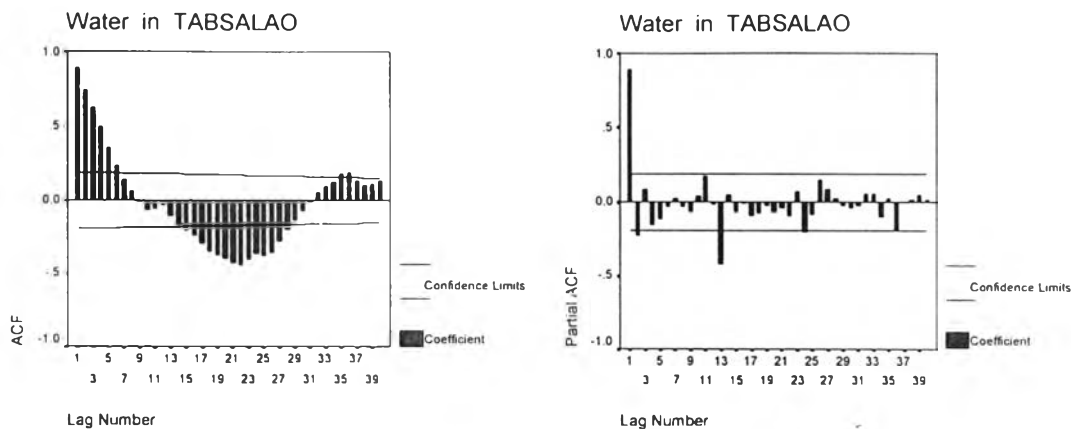 Water in TABSALAO
1.0
.5
0.0
-.5
-1.0
ACF
1 5 9 13 17 21 25 29 33 37
3 7 11 15 19 23 27 31 35 39
Lag Number
Confidence Limits
Coefficient
Water in TABSALAO
1.0
.5
0.0
-.5
-1.0
Partial ACF
1 5 9 13 17 21 25 29 33 37
3 7 11 15 19 23 27 31 35 39
Lag Number
Confidence Limits
Coefficient